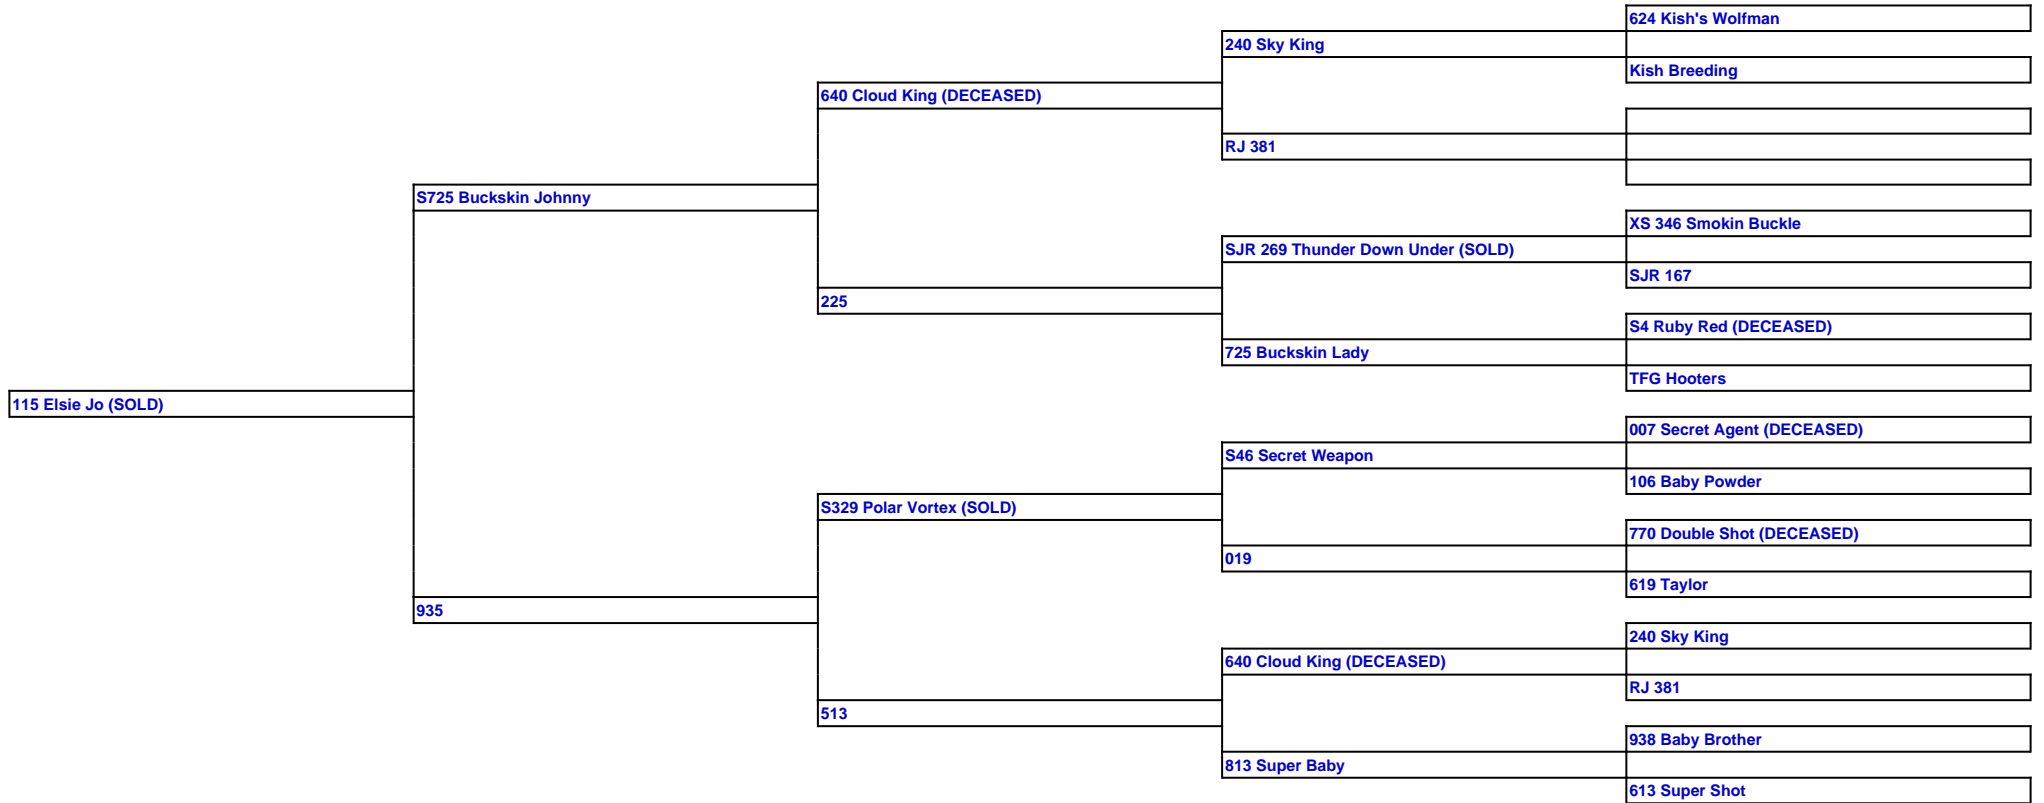 624 Kish's Wolfman
240 Sky King
Kish Breeding
640 Cloud King (DECEASED)
RJ 381
S725 Buckskin Johnny
XS 346 Smokin Buckle
SJR 269 Thunder Down Under (SOLD)
SJR 167
225
S4 Ruby Red (DECEASED)
725 Buckskin Lady
TFG Hooters
115 Elsie Jo (SOLD)
007 Secret Agent (DECEASED)
S46 Secret Weapon
106 Baby Powder
S329 Polar Vortex (SOLD)
770 Double Shot (DECEASED)
019
619 Taylor
935
240 Sky King
640 Cloud King (DECEASED)
RJ 381
513
938 Baby Brother
813 Super Baby
613 Super Shot